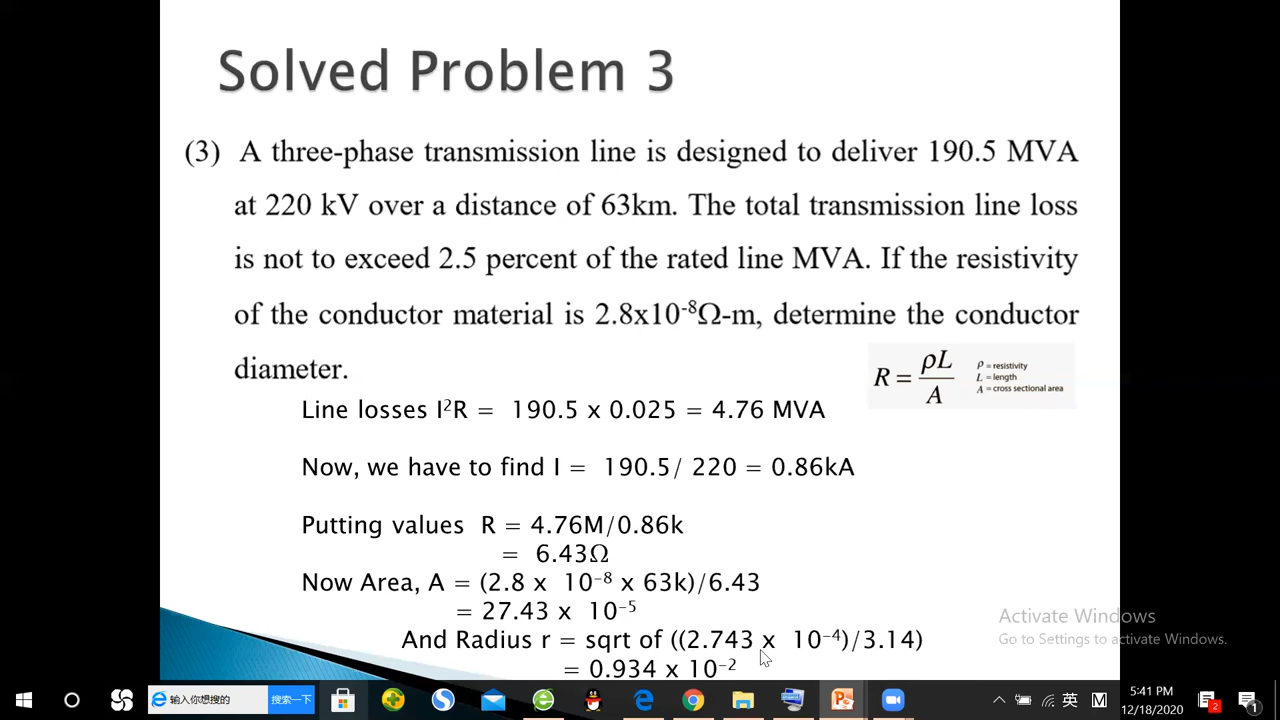 Solved Problem 3
(3) A three-phase transmission line is designed to deliver 190.5 MVA
at 220 kV over a distance of 63km. The total transmission line loss
is not to exceed 2.5 percent of the rated line MVA. If the resistivity
of the conductor material is 2.8x10⁻⁸Ω-m, determine the conductor
diameter.
R = ρL/A
ρ = resistivity
L = length
A = cross sectional area
Line losses I²R = 190.5 x 0.025 = 4.76 MVA
Now, we have to find I = 190.5/ 220 = 0.86kA
Putting values R = 4.76M/0.86k
= 6.43Ω
Now Area, A = (2.8 x 10⁻⁸ x 63k)/6.43
= 27.43 x 10⁻⁵
And Radius r = sqrt of ((2.743 x 10⁻⁴)/3.14)
= 0.934 x 10⁻²
Activate Windows
Go to Settings to activate Windows.
输入你想搜的
搜索一下
英
M
5:41 PM
12/18/2020
2
1